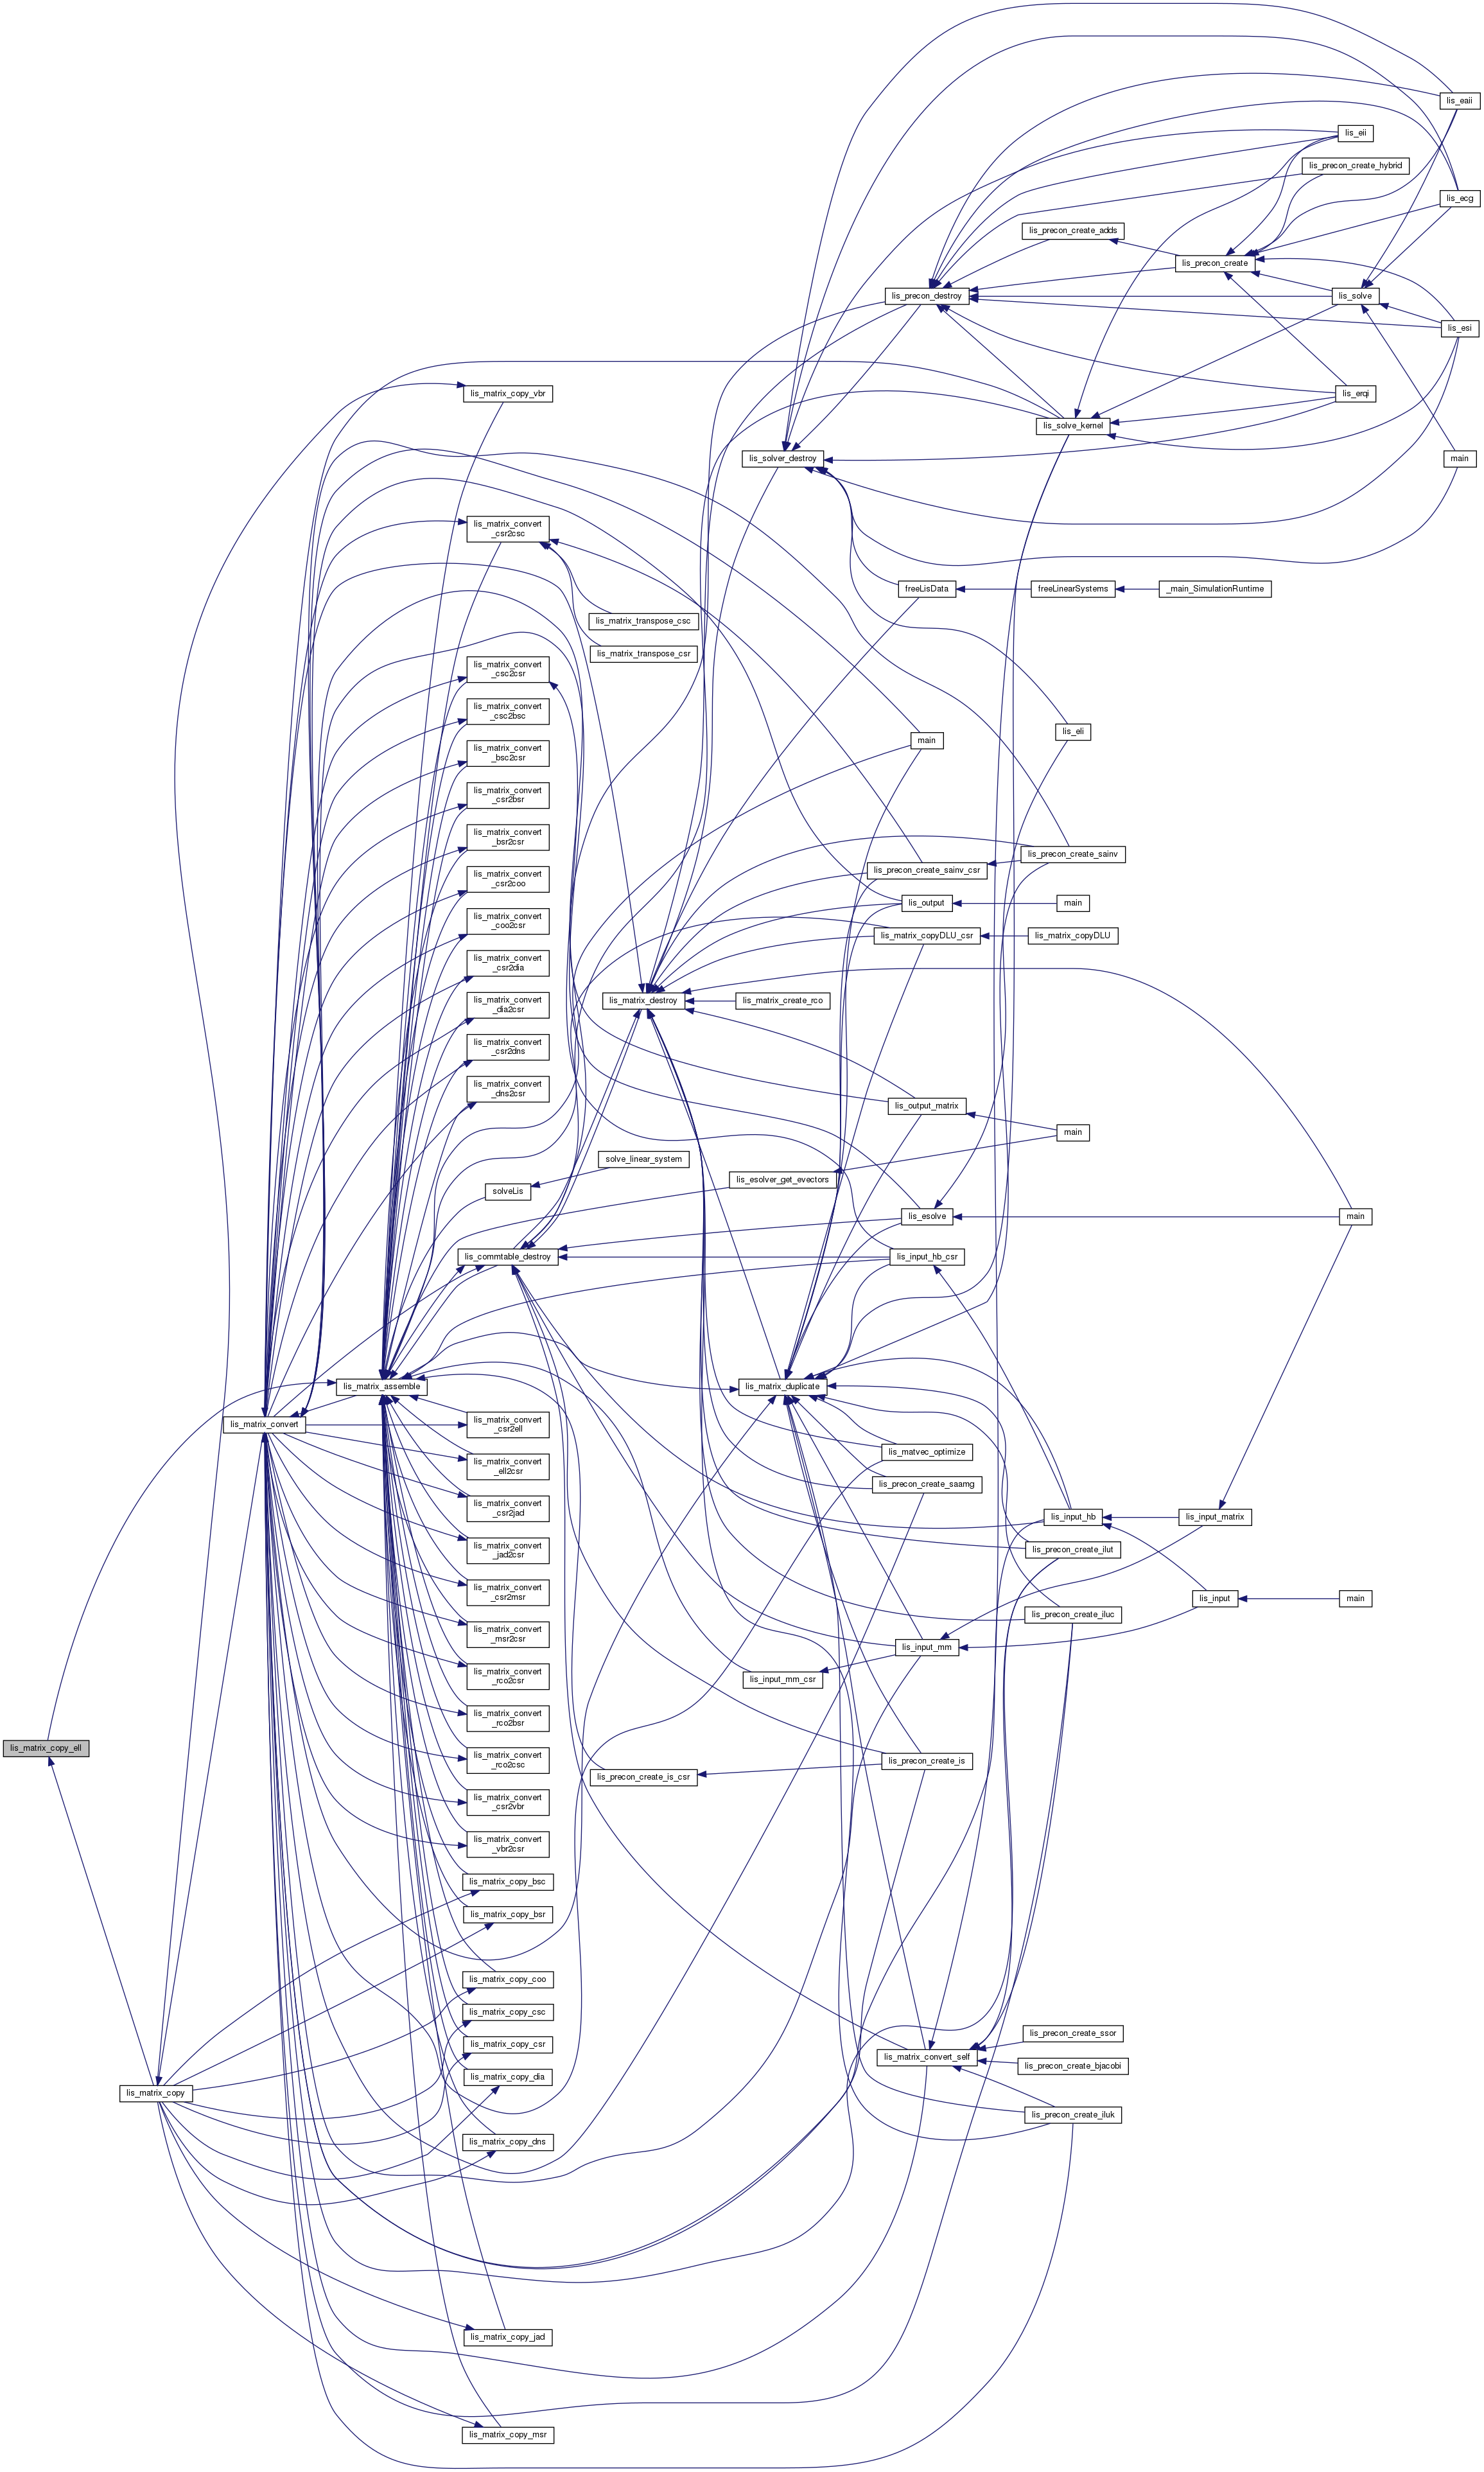 lis_eaii
lis_eii
lis_precon_create_hybrid
lis_ecg
lis_precon_create_adds
lis_precon_create
lis_precon_destroy
lis_solve
lis_esi
lis_matrix_copy_vbr
lis_erqi
lis_solve_kernel
lis_solver_destroy
main
lis_matrix_convert
_csr2csc
freeLisData
freeLinearSystems
_main_SimulationRuntime
lis_matrix_transpose_csc
lis_matrix_transpose_csr
lis_matrix_convert
_csc2csr
lis_matrix_convert
_csc2bsc
lis_eli
main
lis_matrix_convert
_bsc2csr
lis_matrix_convert
_csr2bsr
lis_matrix_convert
_bsr2csr
lis_precon_create_sainv
lis_precon_create_sainv_csr
lis_matrix_convert
_csr2coo
lis_output
main
lis_matrix_convert
_coo2csr
lis_matrix_copyDLU_csr
lis_matrix_copyDLU
lis_matrix_convert
_csr2dia
lis_matrix_destroy
lis_matrix_create_rco
lis_matrix_convert
_dia2csr
lis_matrix_convert
_csr2dns
lis_matrix_convert
_dns2csr
lis_output_matrix
main
solve_linear_system
lis_esolver_get_evectors
solveLis
lis_esolve
main
lis_commtable_destroy
lis_input_hb_csr
lis_matrix_assemble
lis_matrix_duplicate
lis_matrix_convert
lis_matrix_convert
_csr2ell
lis_matvec_optimize
lis_matrix_convert
_ell2csr
lis_precon_create_saamg
lis_matrix_convert
_csr2jad
lis_input_hb
lis_input_matrix
lis_matrix_convert
_jad2csr
lis_precon_create_ilut
lis_matrix_convert
_csr2msr
lis_input
main
lis_precon_create_iluc
lis_matrix_convert
_msr2csr
lis_input_mm
lis_matrix_convert
_rco2csr
lis_input_mm_csr
lis_matrix_convert
_rco2bsr
lis_matrix_copy_ell
lis_matrix_convert
_rco2csc
lis_precon_create_is
lis_precon_create_is_csr
lis_matrix_convert
_csr2vbr
lis_matrix_convert
_vbr2csr
lis_matrix_copy_bsc
lis_matrix_copy_bsr
lis_matrix_copy_coo
lis_matrix_copy_csc
lis_precon_create_ssor
lis_matrix_copy_csr
lis_matrix_convert_self
lis_precon_create_bjacobi
lis_matrix_copy_dia
lis_matrix_copy
lis_precon_create_iluk
lis_matrix_copy_dns
lis_matrix_copy_jad
lis_matrix_copy_msr